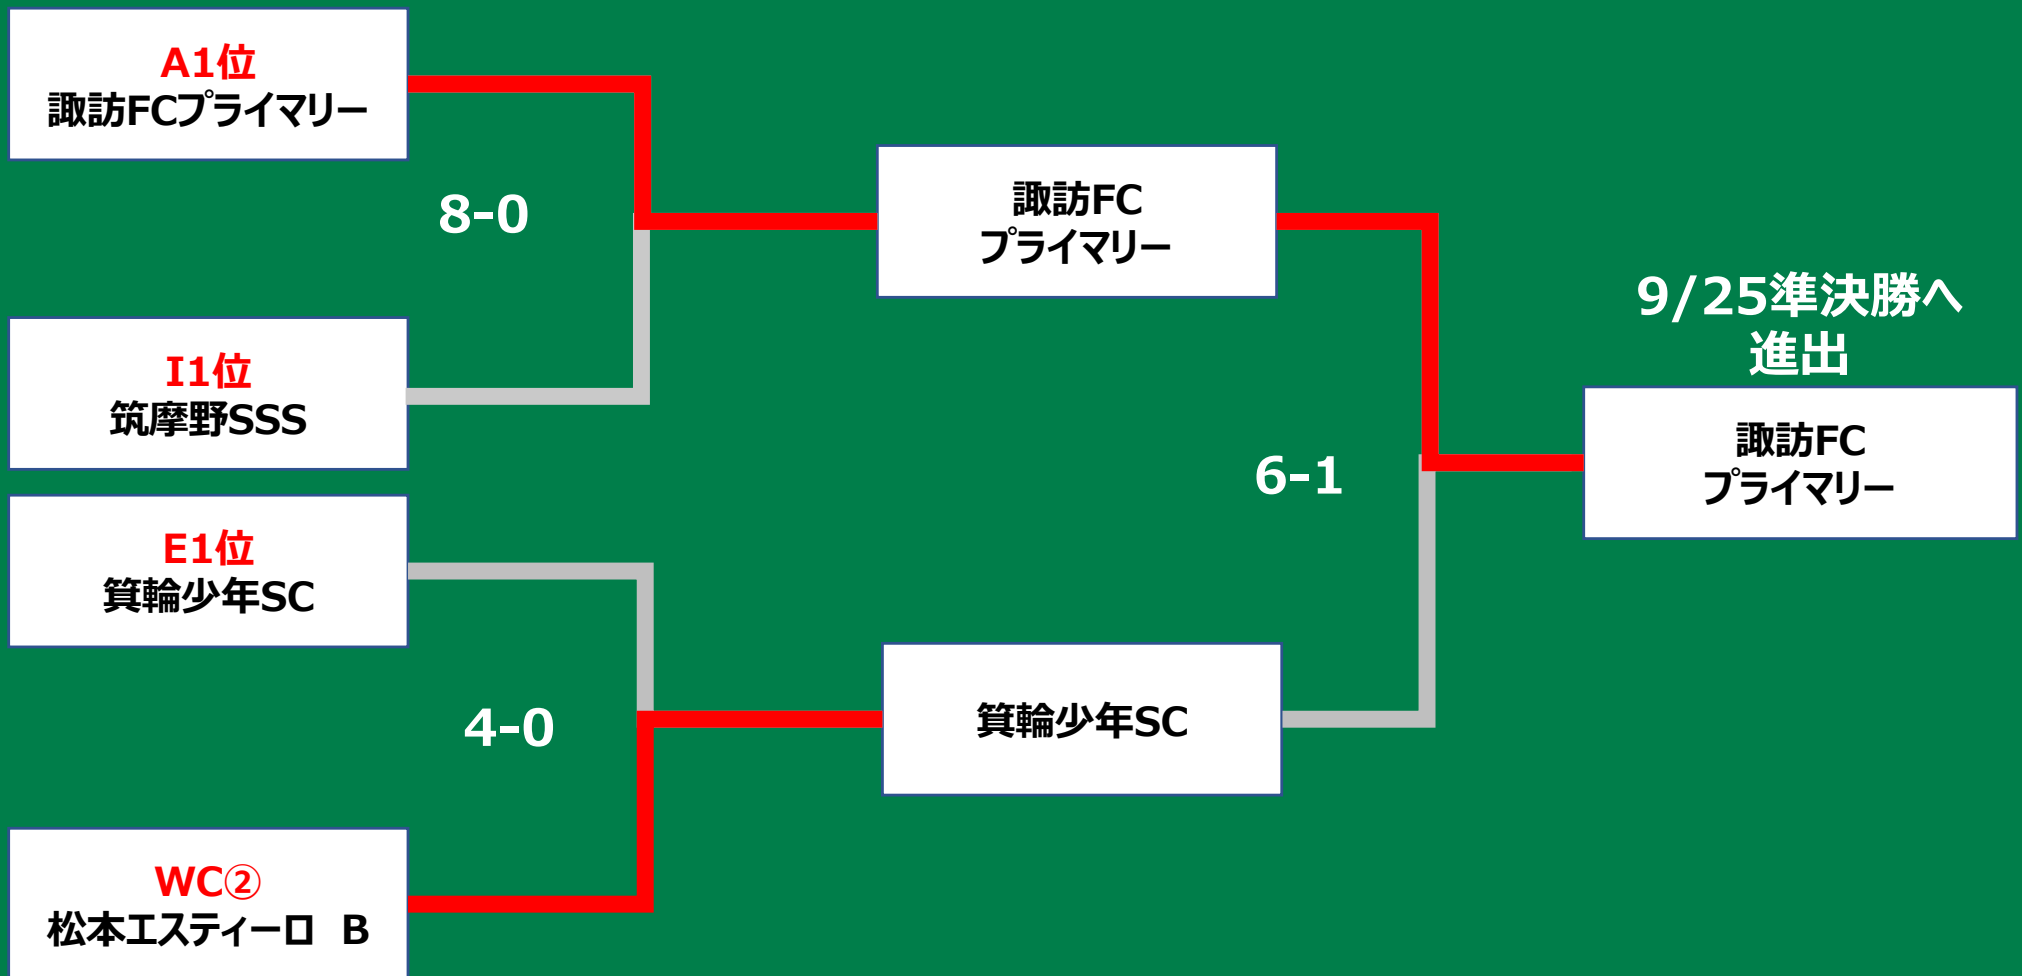 A1位
諏訪FCプライマリー
8-0
I1位
筑摩野SSS
E1位
箕輪少年SC
4-0
WC②
松本エスティーロ　B
諏訪FC
プライマリー
箕輪少年SC
6-1
9/25準決勝へ
進出
諏訪FC
プライマリー